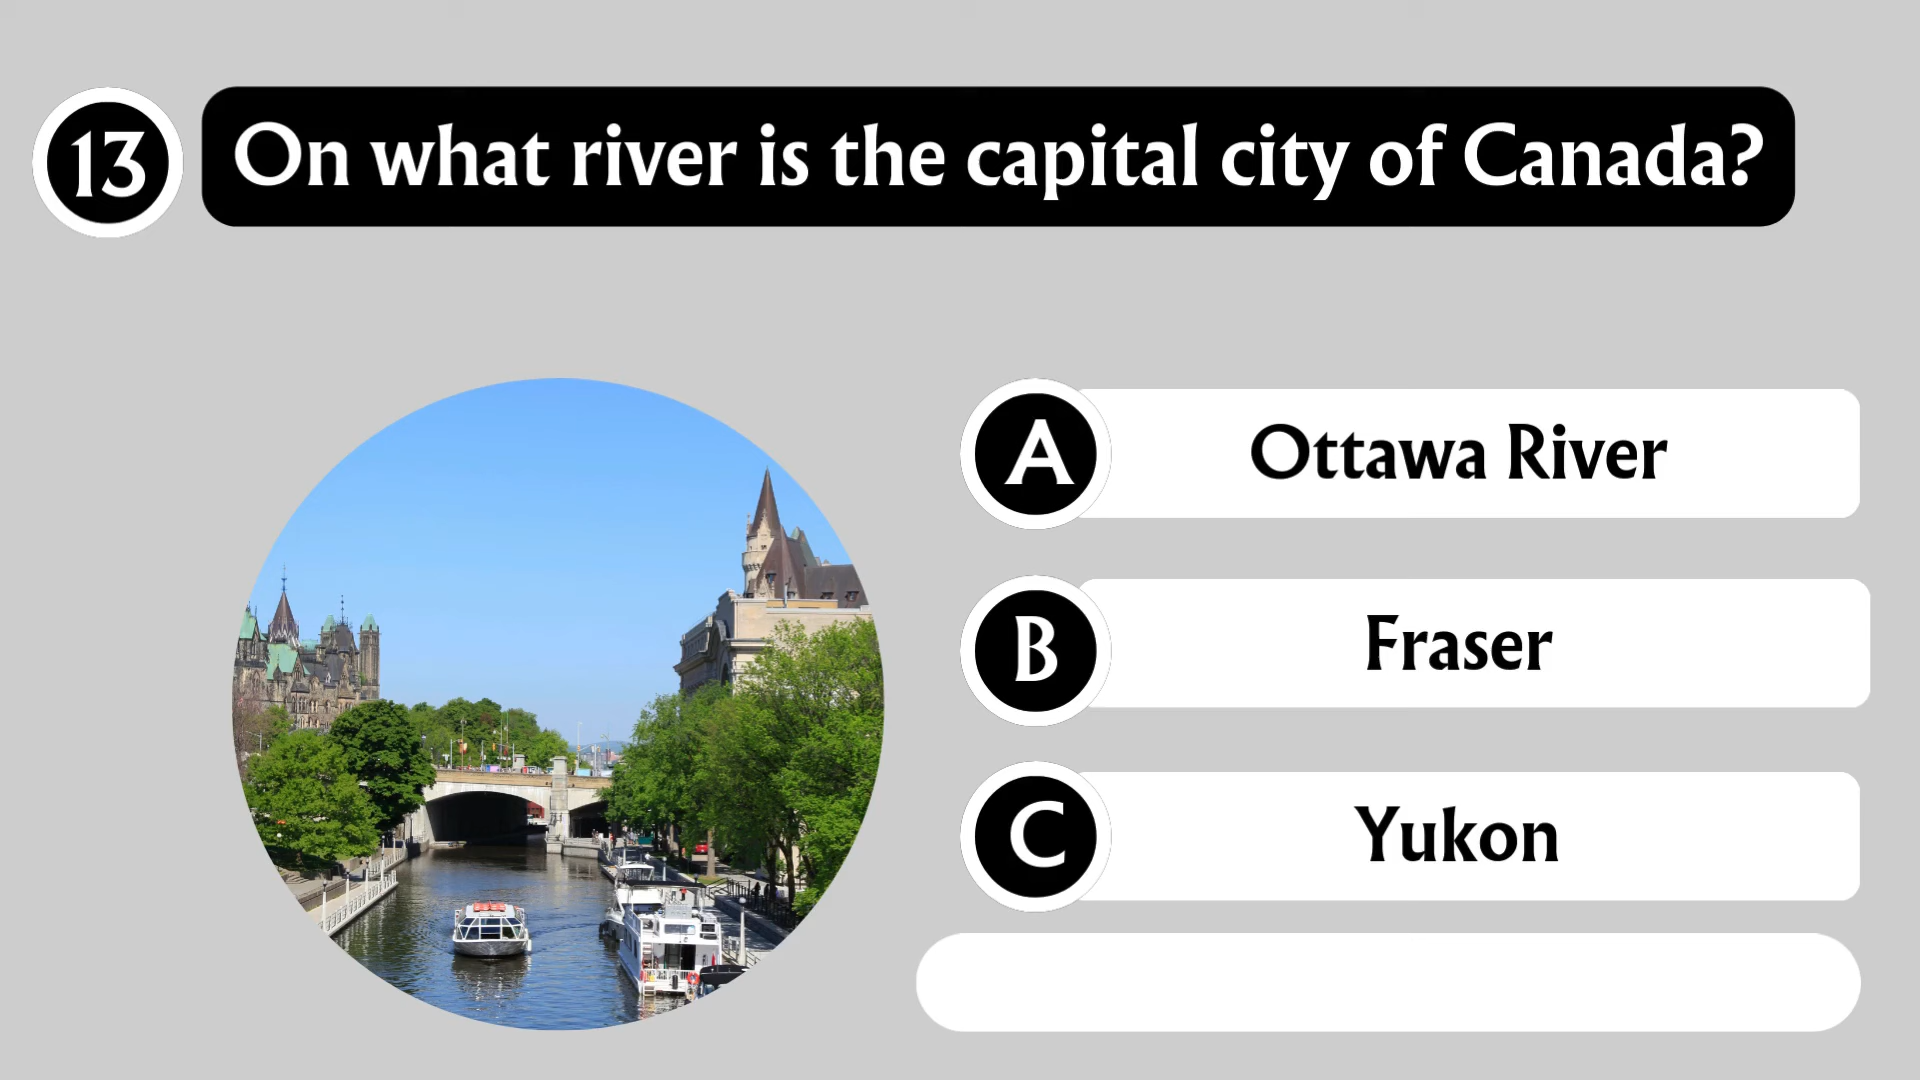 13
On what river is the capital city of Canada?
A
Ottawa River
B
Fraser
C
Yukon